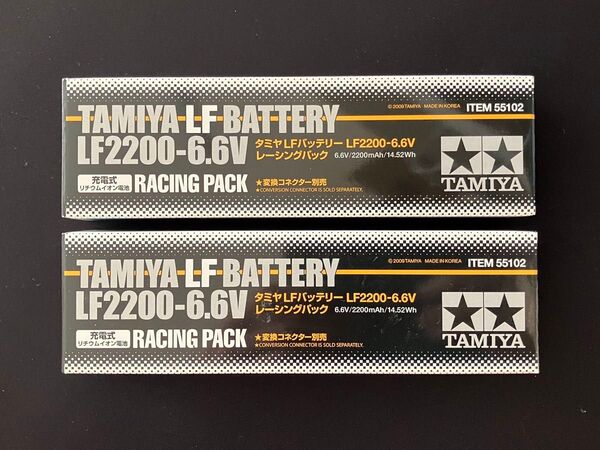 ©2009 TAMIYA MADE IN KOREA ITEM 55102
TAMIYA LF BATTERY
LF2200-6.6V
タミヤ LFバッテリー LF2200-6.6V
レーシングパック 6.6V/2200mAh/14.52Wh
充電式
リチウムイオン電池
RACING PACK
★変換コネクター別売
★CONVERSION CONNECTOR IS SOLD SEPARATELY.
TAMIYA
©2009 TAMIYA MADE IN KOREA ITEM 55102
TAMIYA LF BATTERY
LF2200-6.6V
タミヤ LFバッテリー LF2200-6.6V
レーシングパック 6.6V/2200mAh/14.52Wh
充電式
リチウムイオン電池
RACING PACK
★変換コネクター別売
★CONVERSION CONNECTOR IS SOLD SEPARATELY.
TAMIYA